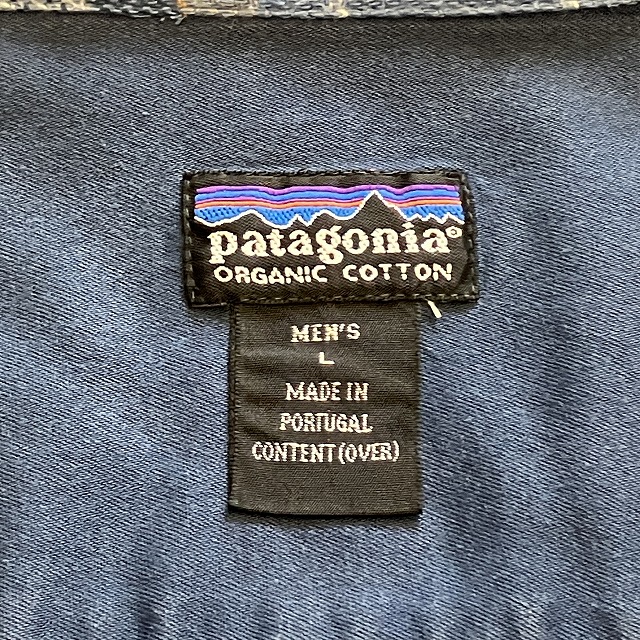 patagonia®
ORGANIC COTTON
MEN'S
L
MADE IN
PORTUGAL
CONTENT (OVER)